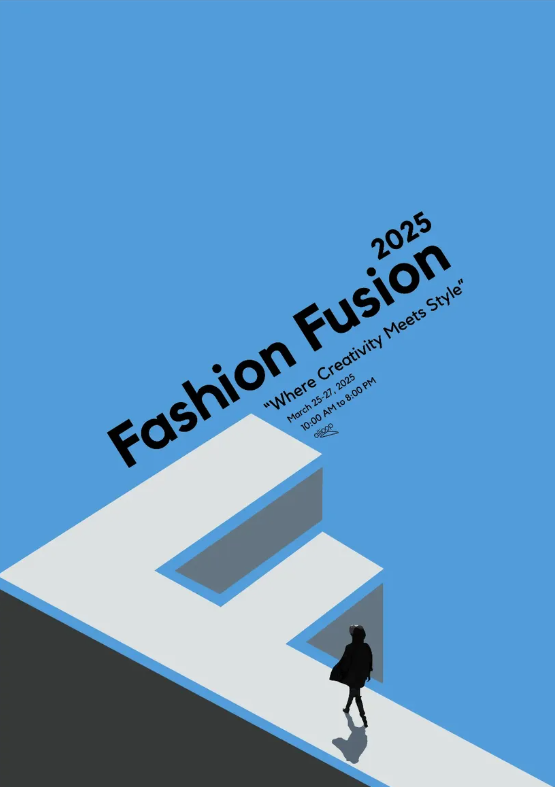 2025
Fashion Fusion
"Where Creativity Meets Style"
March 25-27, 2025
10:00 AM to 8:00 PM